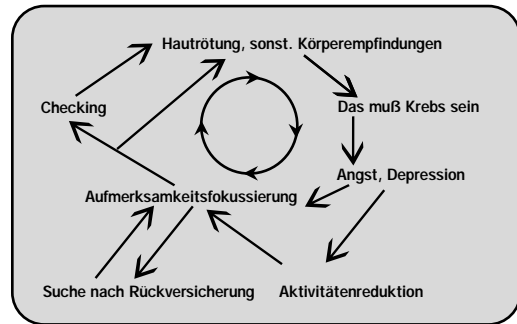 Hautrötung, sonst. Körperempfindungen
Checking
Das muß Krebs sein
Angst, Depression
Aufmerksamkeitsfokussierung
Suche nach Rückversicherung
Aktivitätenreduktion